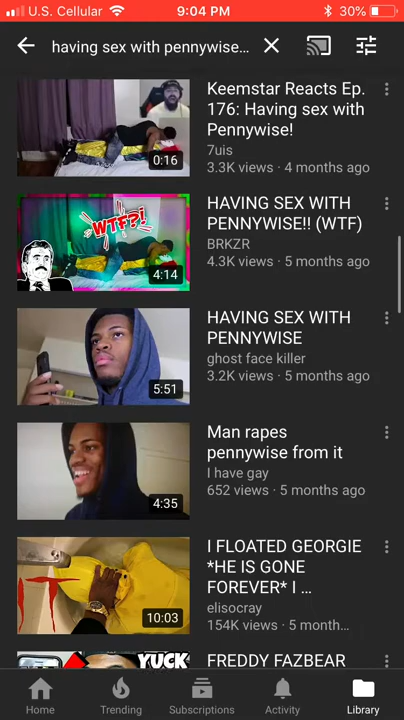 U.S. Cellular 9:04 PM 30%
having sex with pennywise...
Keemstar Reacts Ep.
176: Having sex with
Pennywise!
7uis
3.3K views · 4 months ago
0:16
HAVING SEX WITH
PENNYWISE!! (WTF)
BRKZR
4.3K views · 5 months ago
WTF?!
4:14
HAVING SEX WITH
PENNYWISE
ghost face killer
3.2K views · 5 months ago
5:51
Man rapes
pennywise from it
I have gay
652 views · 5 months ago
4:35
I FLOATED GEORGIE
*HE IS GONE
FOREVER* I ...
elisocray
154K views · 5 month...
IT
10:03
FREDDY FAZBEAR
YUCK
Home
Trending
Subscriptions
Activity
Library